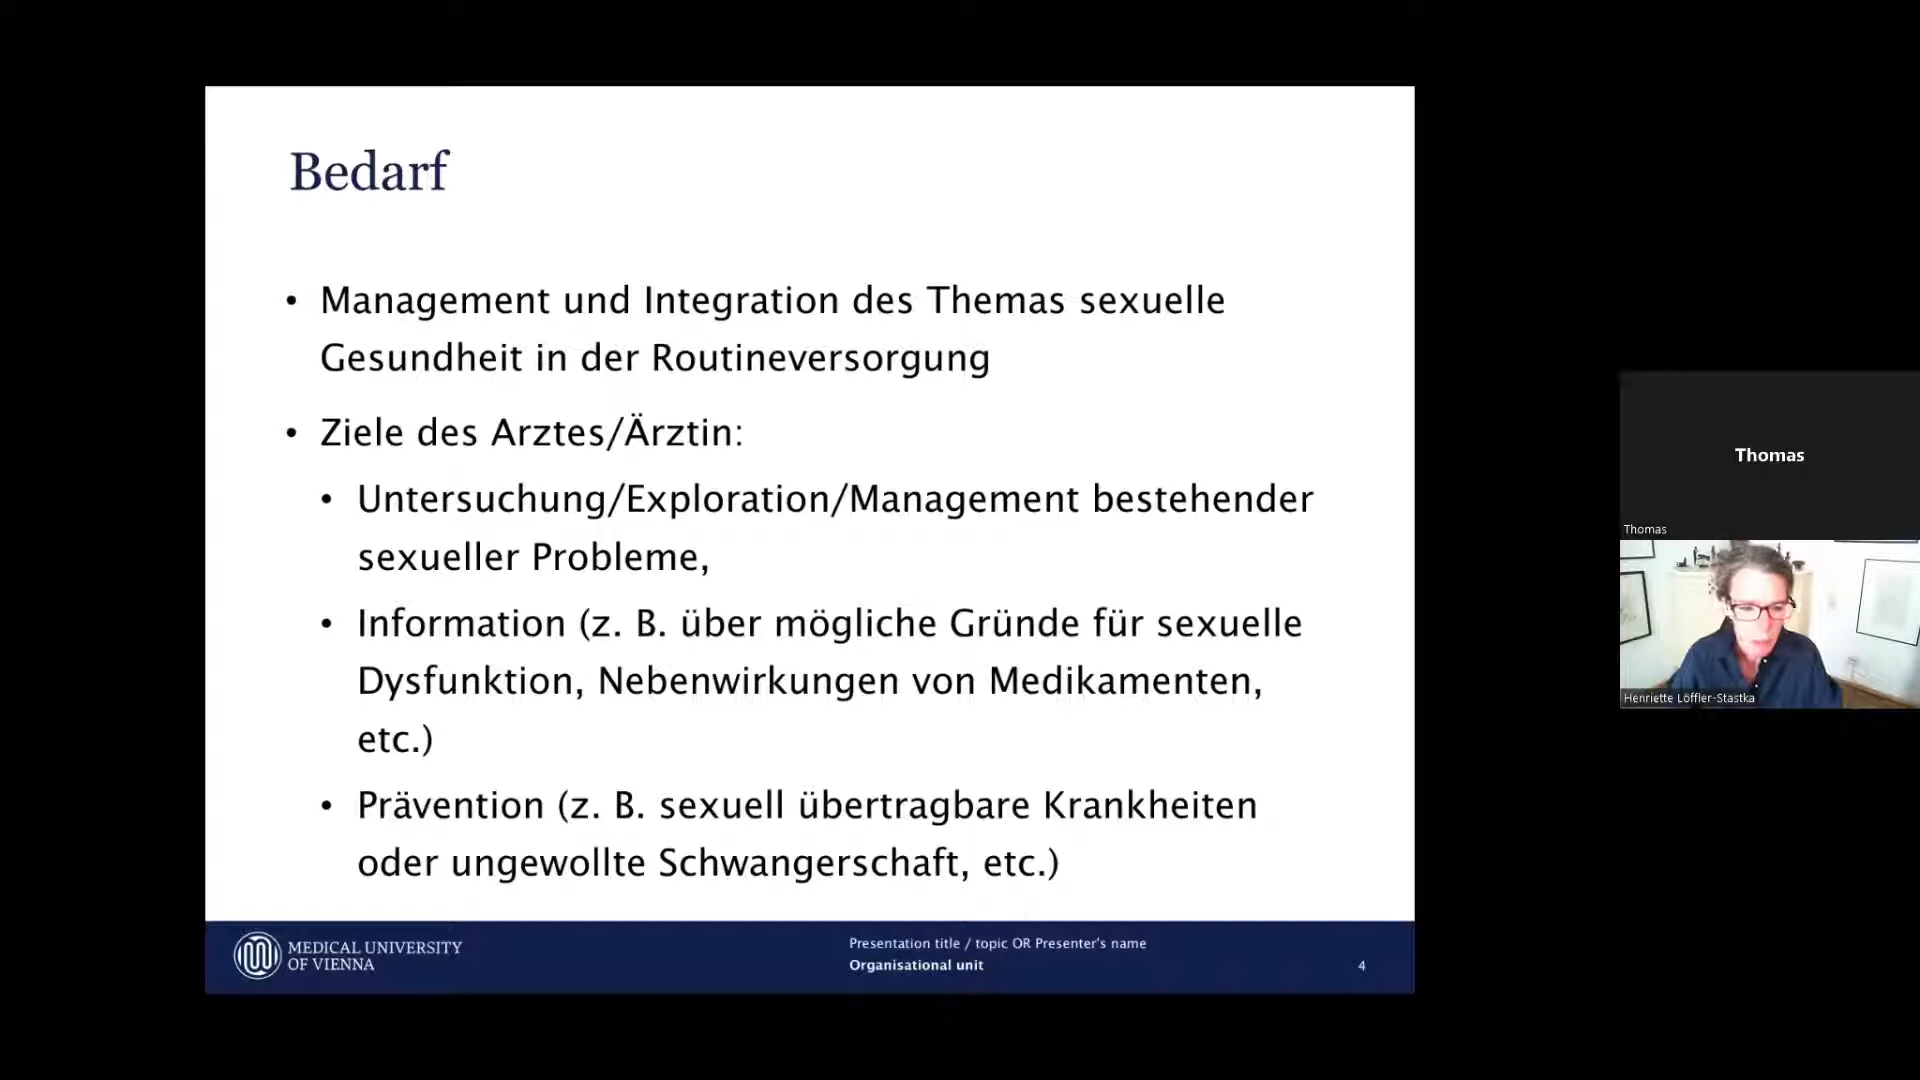 Bedarf
• Management und Integration des Themas sexuelle
Gesundheit in der Routineversorgung
• Ziele des Arztes/Ärztin:
• Untersuchung/Exploration/Management bestehender
sexueller Probleme,
• Information (z. B. über mögliche Gründe für sexuelle
Dysfunktion, Nebenwirkungen von Medikamenten,
etc.)
• Prävention (z. B. sexuell übertragbare Krankheiten
oder ungewollte Schwangerschaft, etc.)
MEDICAL UNIVERSITY
OF VIENNA
Presentation title / topic OR Presenter's name
Organisational unit
4
Thomas
Thomas
Henriette Löffler-Stastka